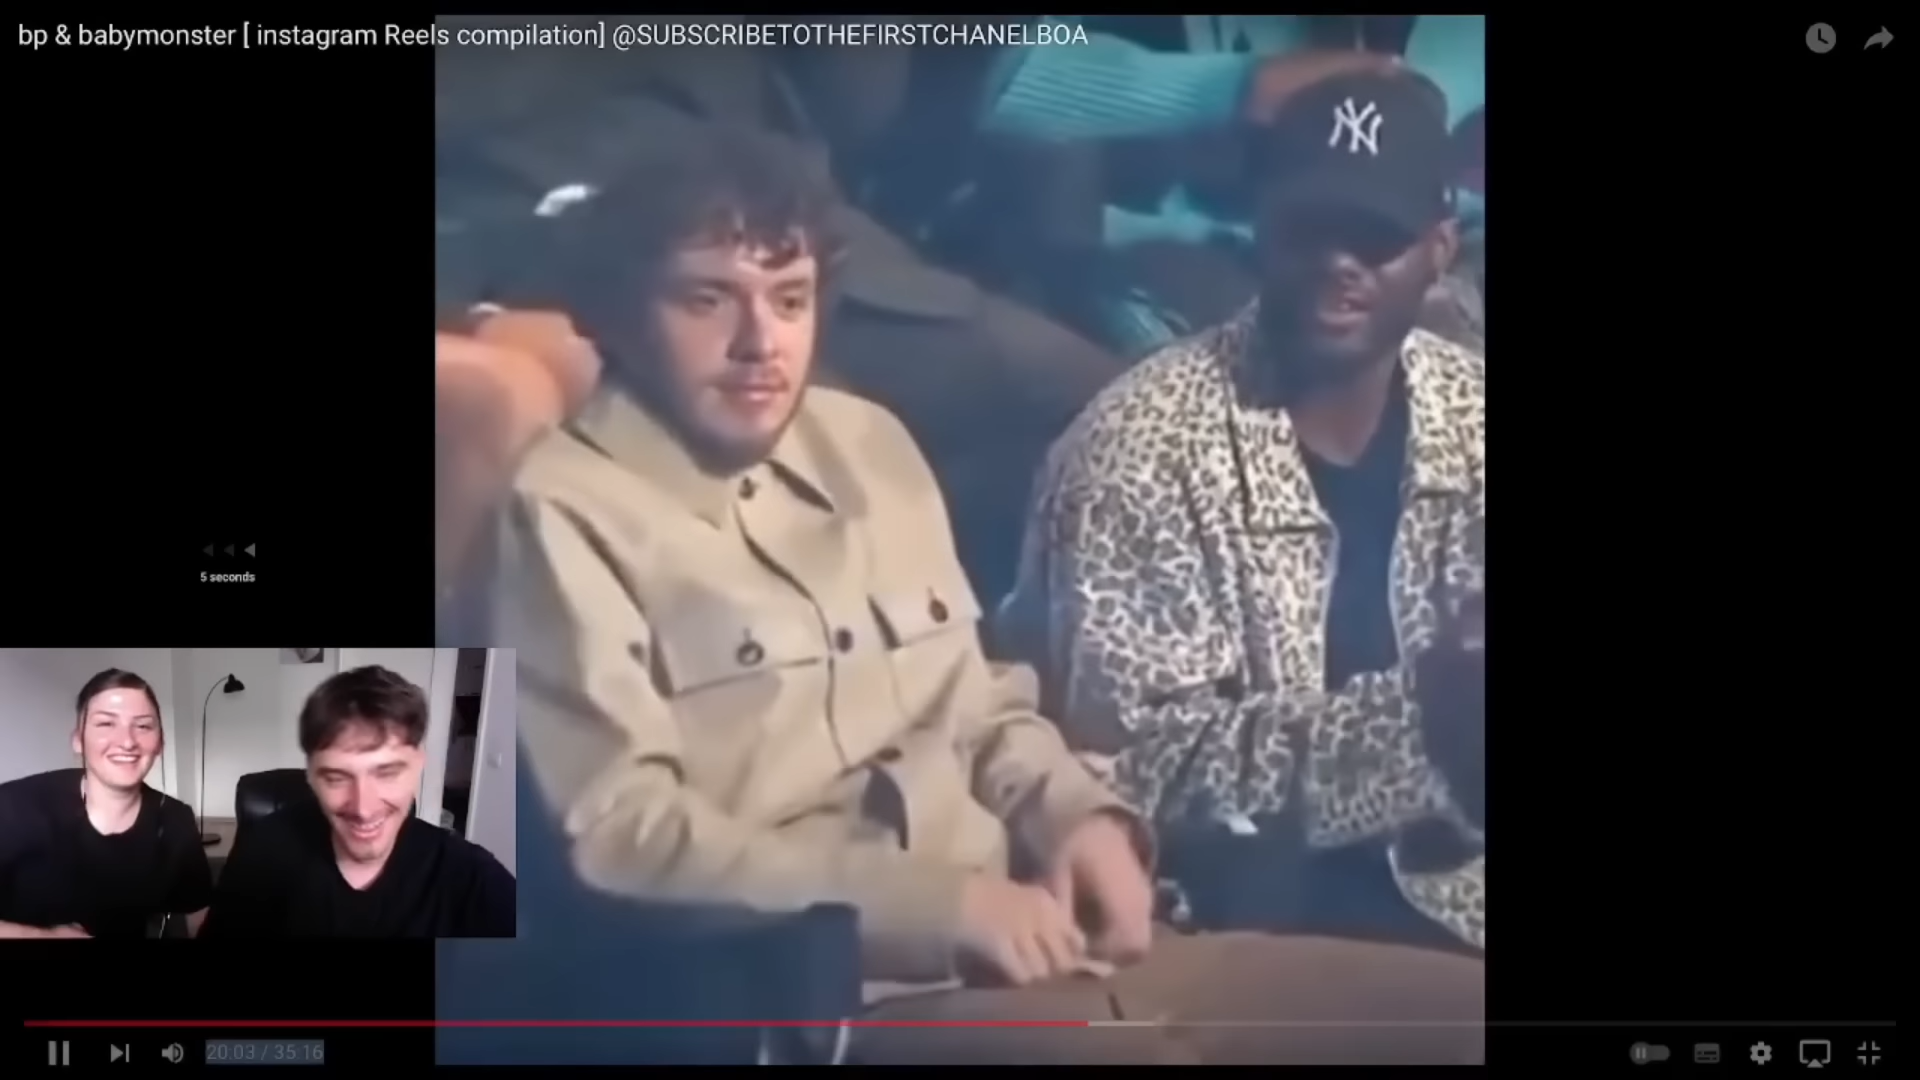 bp & babymonster [ instagram Reels compilation] @SUBSCRIBETOTHEFIRSTCHANELBOA
NY
5 seconds
20:03 / 35:16